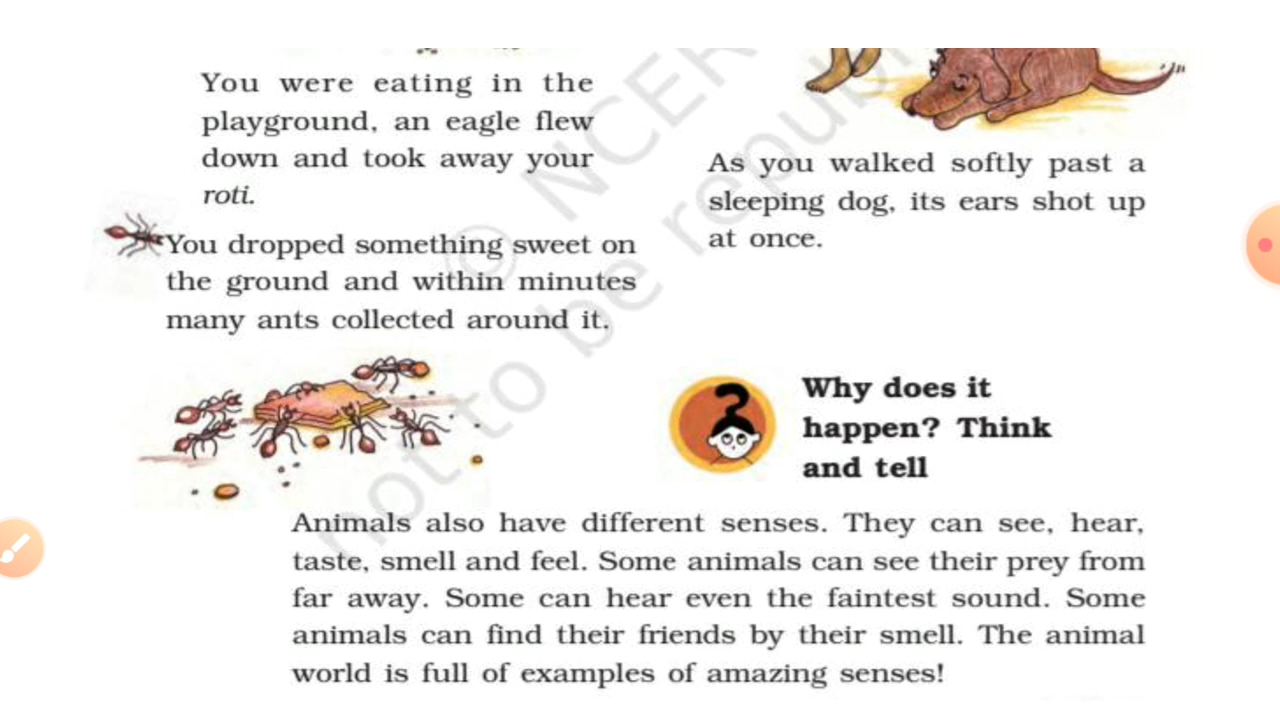 You were eating in the
playground, an eagle flew
down and took away your
roti.
As you walked softly past a
sleeping dog, its ears shot up
at once.
You dropped something sweet on
the ground and within minutes
many ants collected around it.
Why does it
happen? Think
and tell
Animals also have different senses. They can see, hear,
taste, smell and feel. Some animals can see their prey from
far away. Some can hear even the faintest sound. Some
animals can find their friends by their smell. The animal
world is full of examples of amazing senses!
© NCER
not to be republ